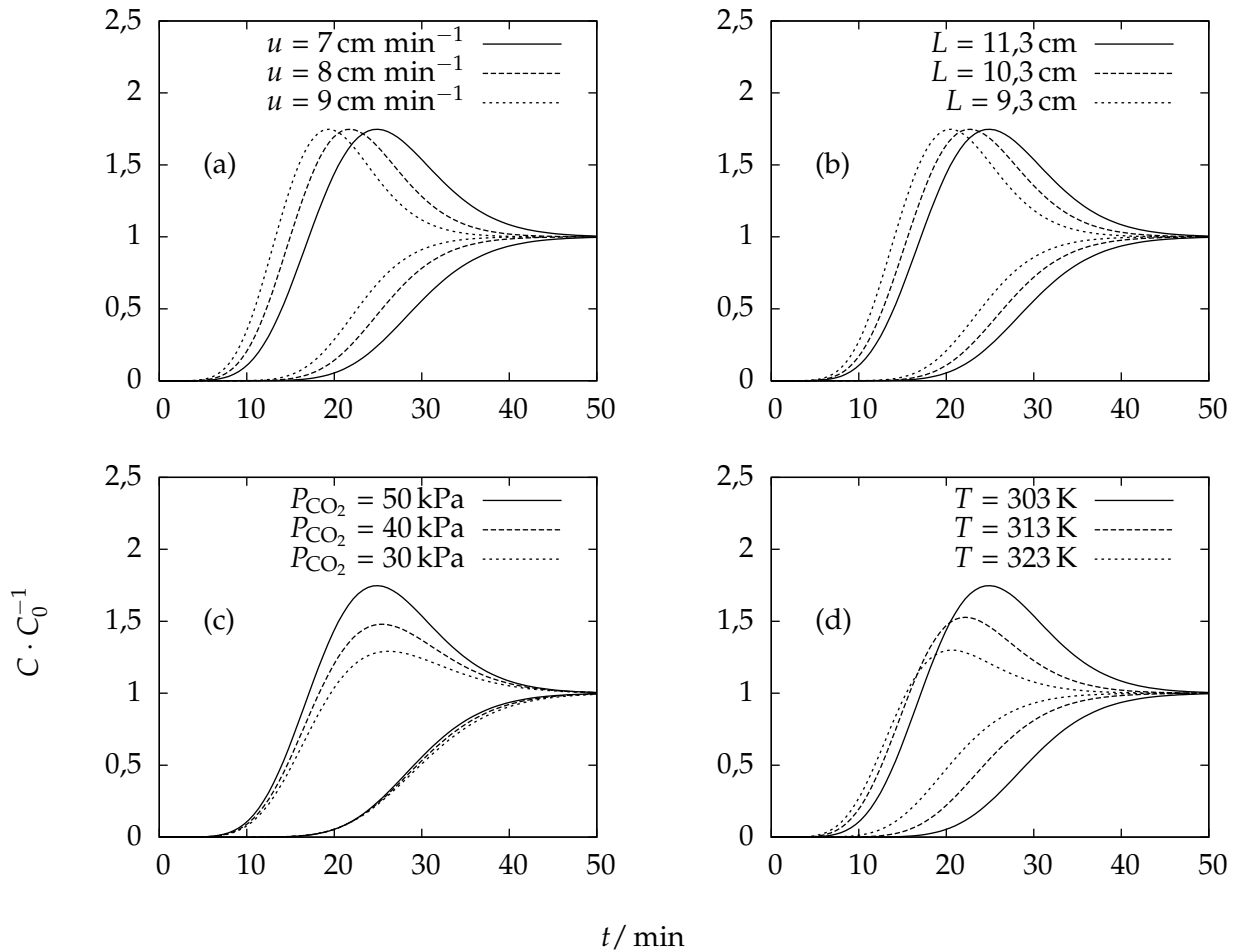 2,5
2
1,5
1
0,5
0
0 10 20 30 40 50
u = 7 cm min⁻¹
u = 8 cm min⁻¹
u = 9 cm min⁻¹
(a)
2,5
2
1,5
1
0,5
0
0 10 20 30 40 50
L = 11,3 cm
L = 10,3 cm
L = 9,3 cm
(b)
2,5
2
1,5
1
0,5
0
0 10 20 30 40 50
P_CO₂ = 50 kPa
P_CO₂ = 40 kPa
P_CO₂ = 30 kPa
(c)
2,5
2
1,5
1
0,5
0
0 10 20 30 40 50
T = 303 K
T = 313 K
T = 323 K
(d)
C · C₀⁻¹
t/ min